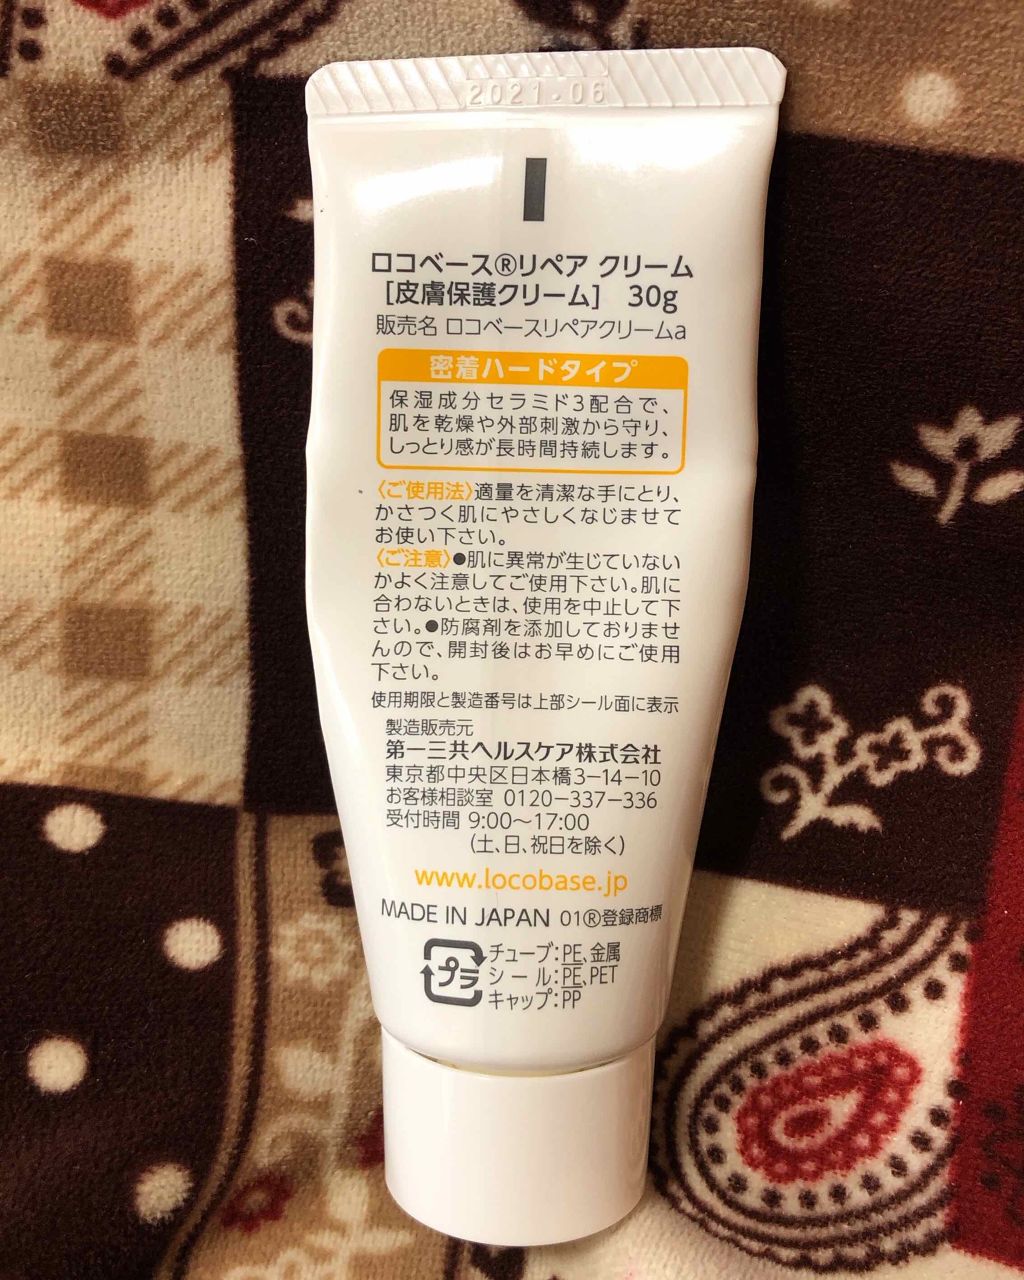 2021.06
ロコベース®リペア クリーム
[皮膚保護クリーム] 30g
販売名 ロコベースリペアクリームa
密着ハードタイプ
保湿成分セラミド3配合で、
肌を乾燥や外部刺激から守り、
しっとり感が長時間持続します。
〈ご使用法〉適量を清潔な手にとり、
かさつく肌にやさしくなじませて
お使い下さい。
〈ご注意〉●肌に異常が生じていない
かよく注意してご使用下さい。肌に
合わないときは、使用を中止して下
さい。●防腐剤を添加しておりませ
んので、開封後はお早めにご使用
下さい。
使用期限と製造番号は上部シール面に表示
製造販売元
第一三共ヘルスケア株式会社
東京都中央区日本橋3-14-10
お客様相談室 0120-337-336
受付時間 9:00~17:00
(土、日、祝日を除く)
www.locobase.jp
MADE IN JAPAN 01®登録商標
プラ
チューブ:PE、金属
シール:PE、PET
キャップ:PP